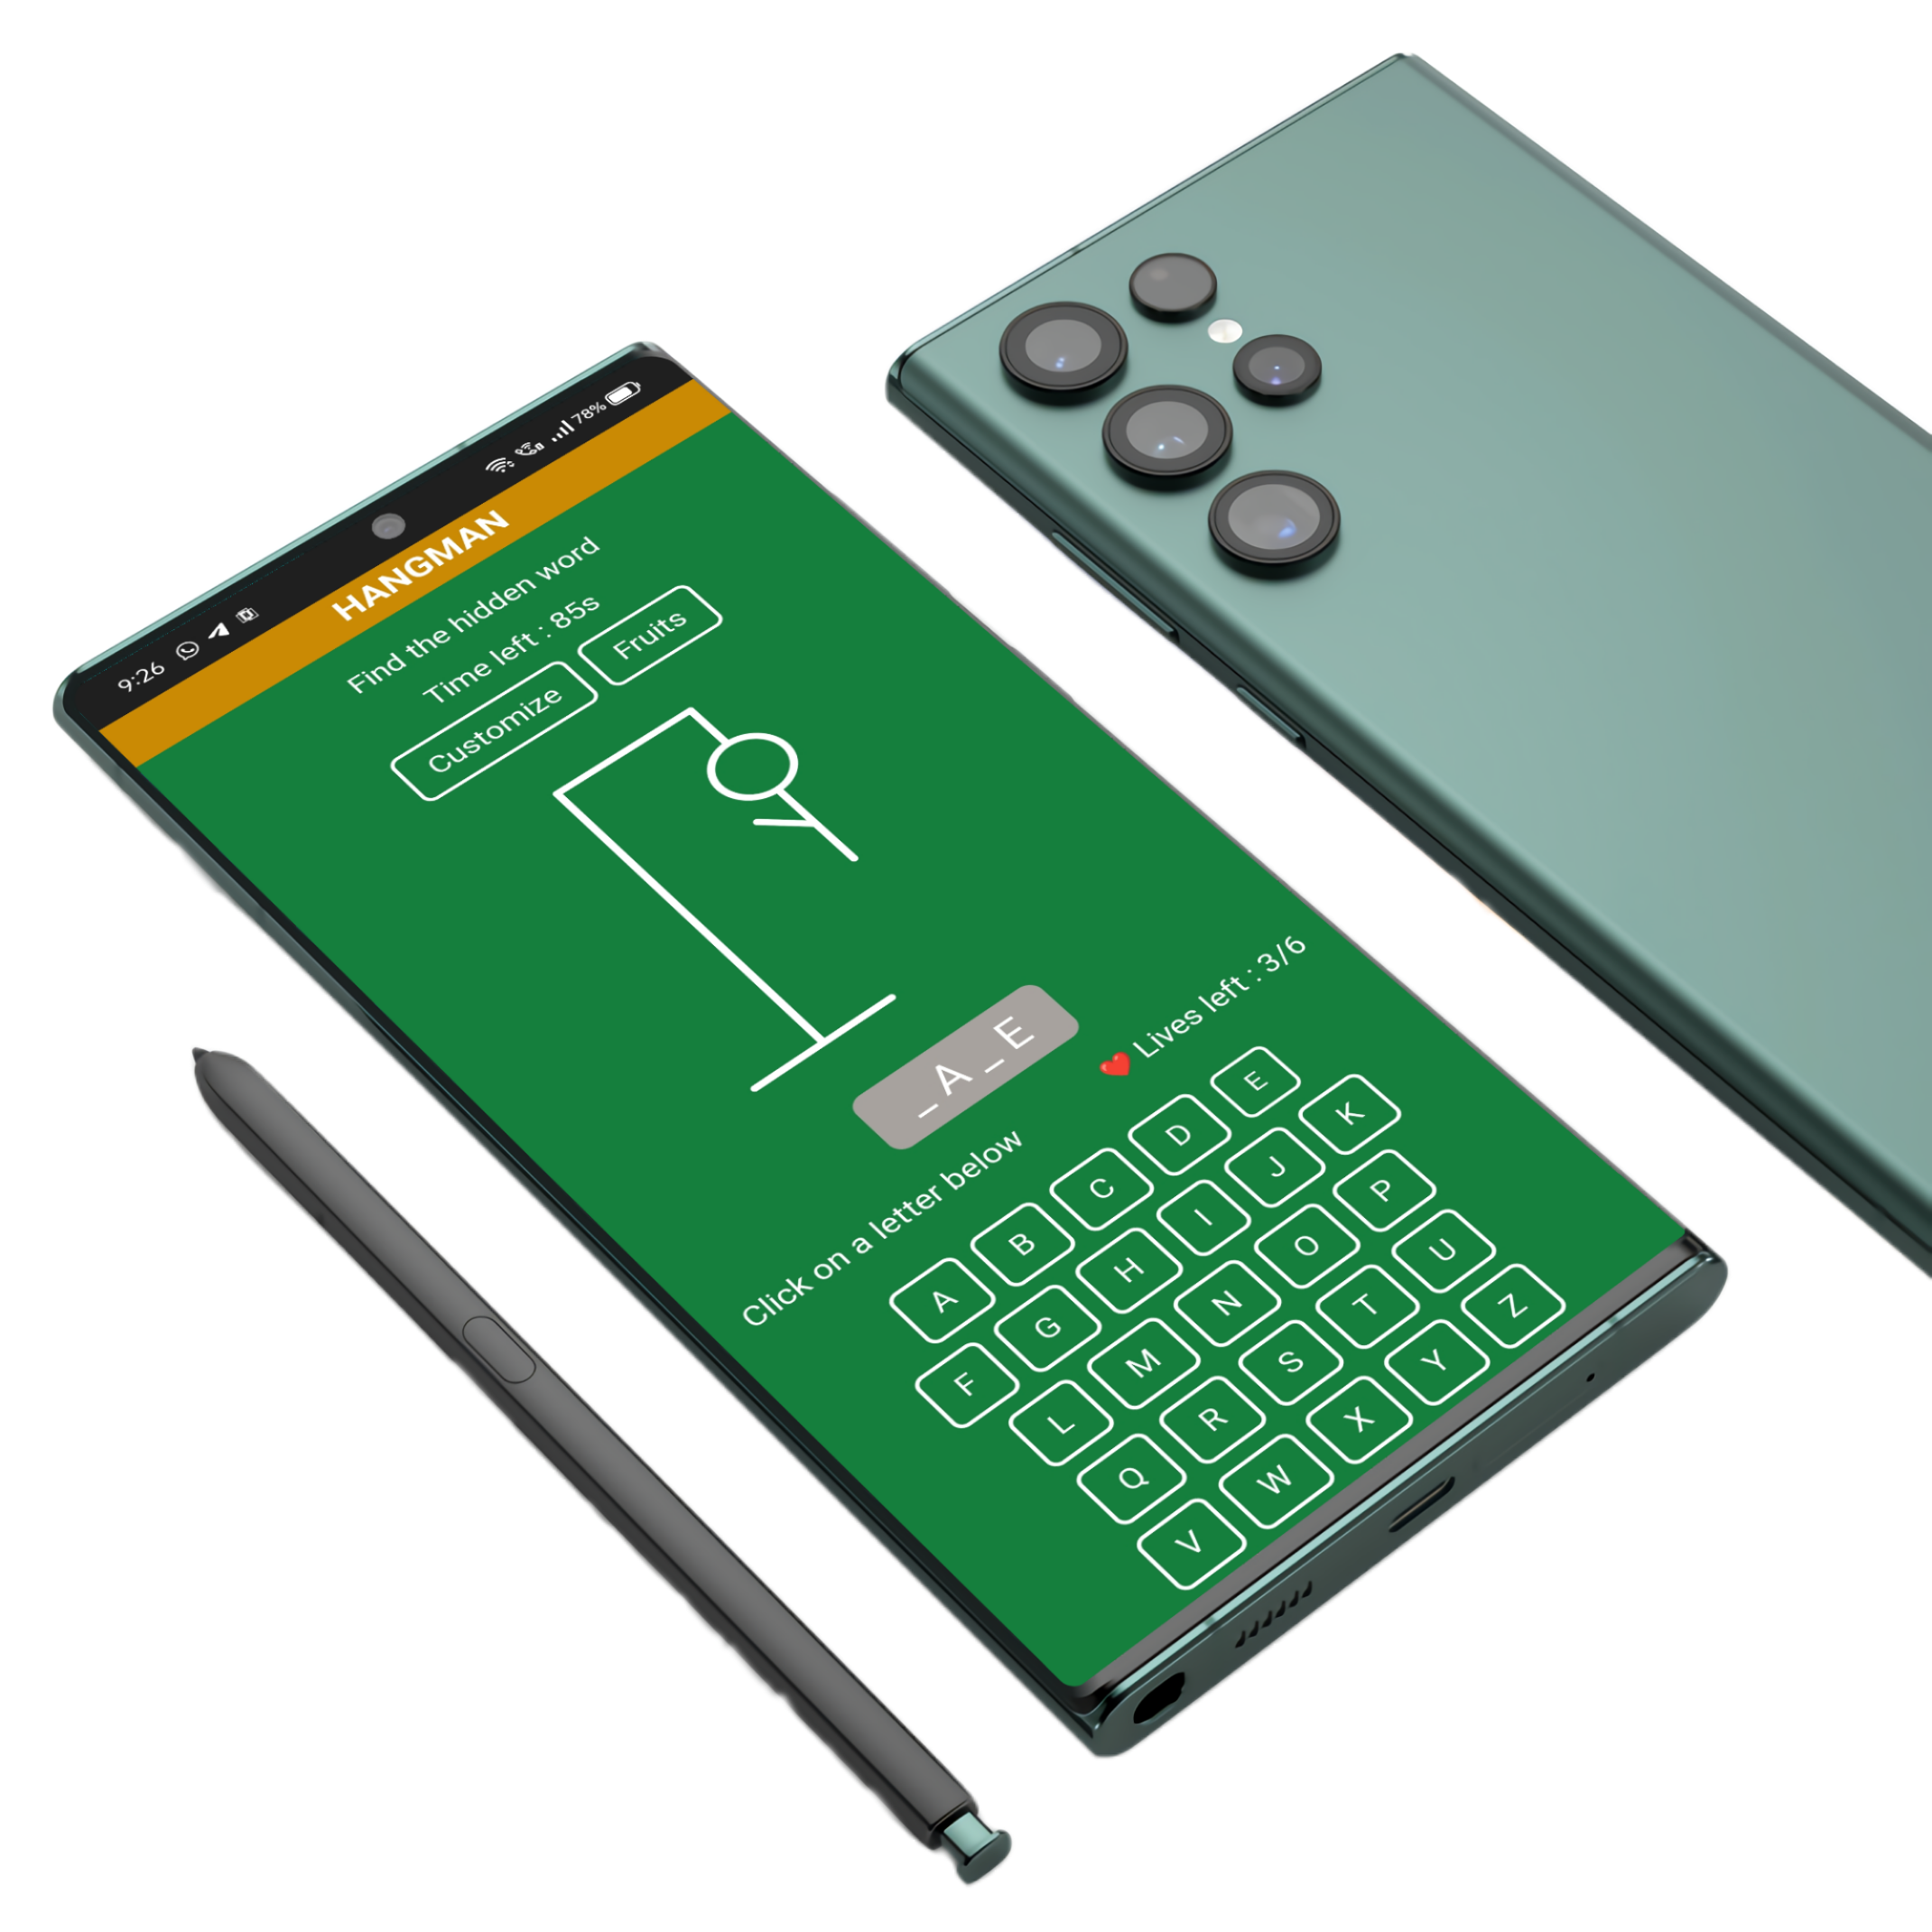 9:26 78%
HANGMAN
Find the hidden word
Time left : 85s
Customize Fruits
_ A _ E
❤️ Lives left : 3/6
Click on a letter below
A B C D E
F G H I J K
L M N O P
Q R S T U
V W X Y Z